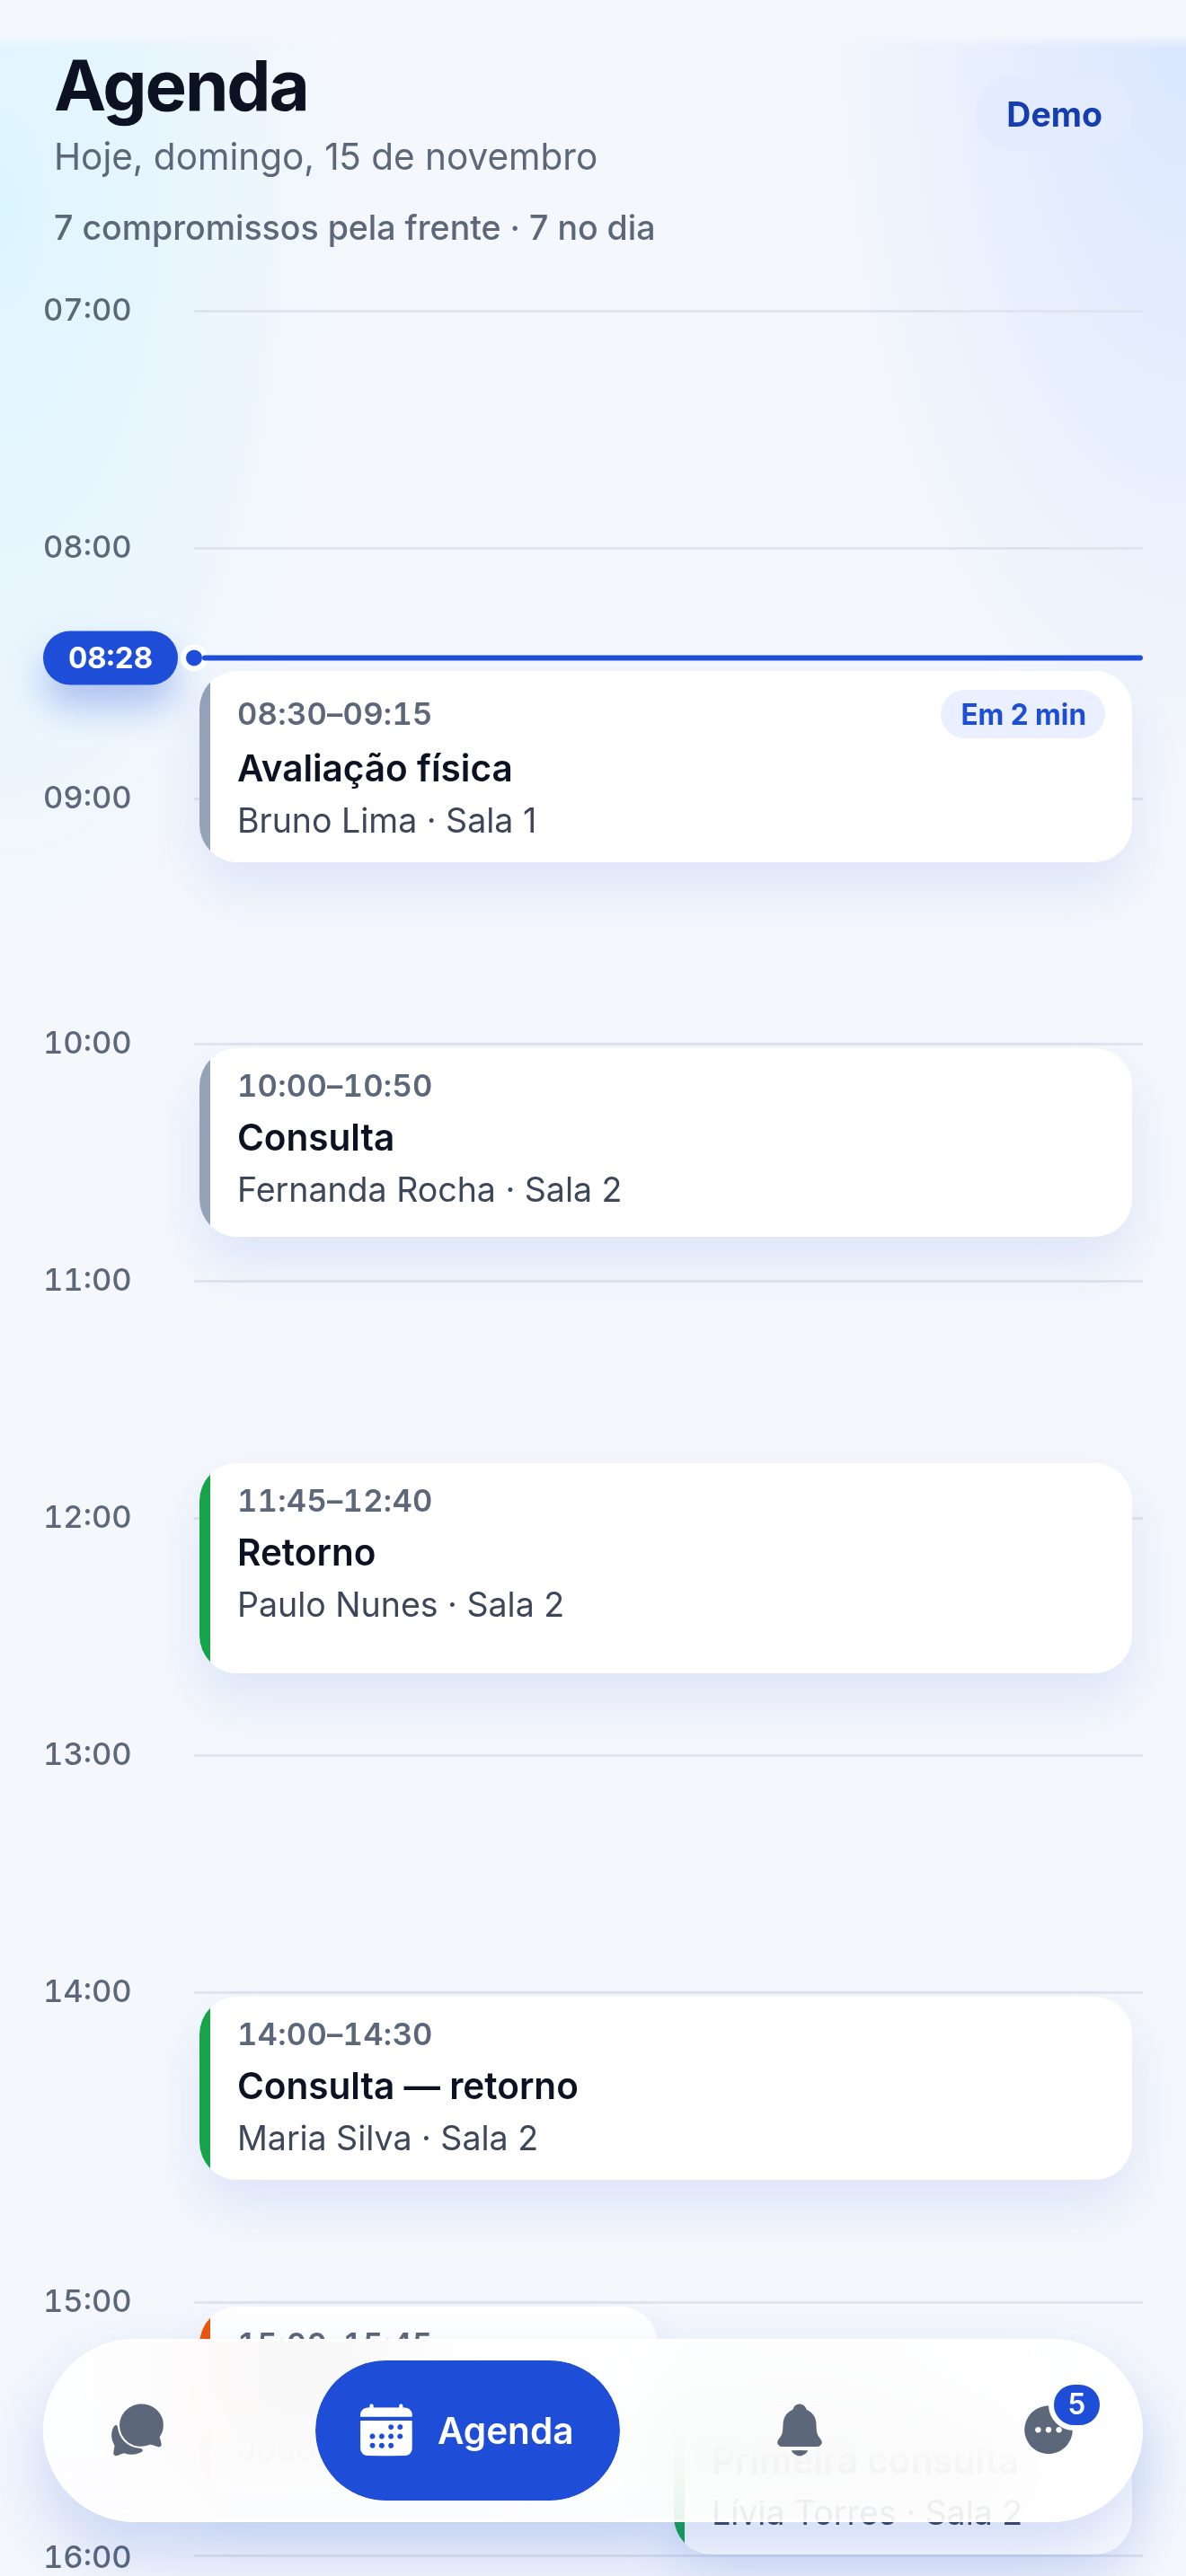 Agenda
Demo
Hoje, domingo, 15 de novembro
7 compromissos pela frente · 7 no dia
07:00
08:00
08:28
08:30–09:15
Em 2 min
Avaliação física
09:00
Bruno Lima · Sala 1
10:00
10:00–10:50
Consulta
Fernanda Rocha · Sala 2
11:00
11:45–12:40
12:00
Retorno
Paulo Nunes · Sala 2
13:00
14:00
14:00–14:30
Consulta — retorno
Maria Silva · Sala 2
15:00
15:00–15:45
5
Agenda
Primeira consulta
Lívia Torres · Sala 2
16:00